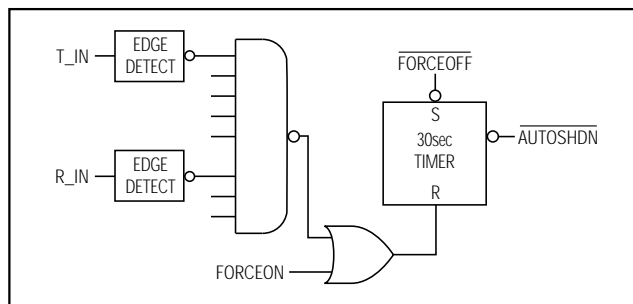 T_IN
EDGE
DETECT
FORCEOFF
S
30sec
TIMER
R
AUTOSHDN
R_IN
EDGE
DETECT
FORCEON